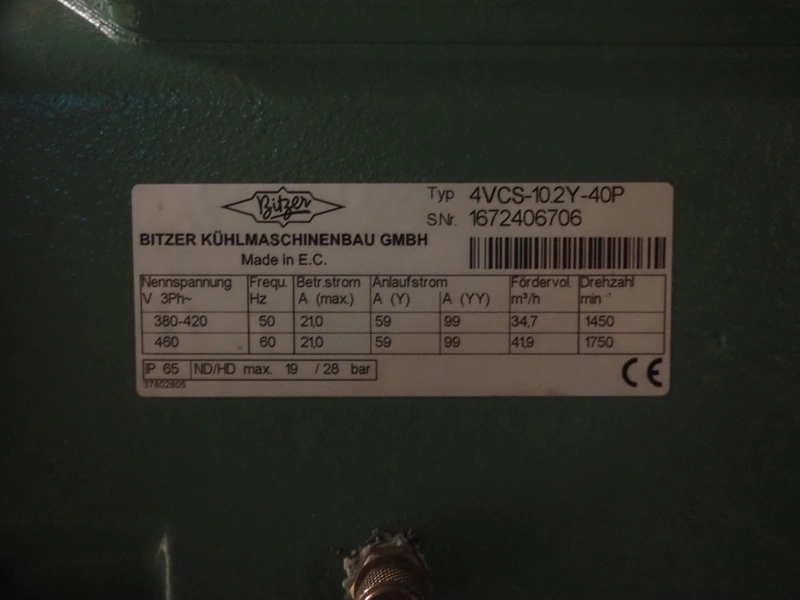 Bitzer
Typ 4VCS-10.2Y-40P
S.Nr. 1672406706
BITZER KÜHLMASCHINENBAU GMBH
Made in E.C.
Nennspannung Frequ. Betr.strom Anlaufstrom Fördervol. Drehzahl
V 3Ph~ Hz A (max.) A (Y) A (YY) m³/h min⁻
380-420 50 21,0 59 99 34,7 1450
460 60 21,0 59 99 41,9 1750
IP 65 ND/HD max. 19 / 28 bar
37802805
CE